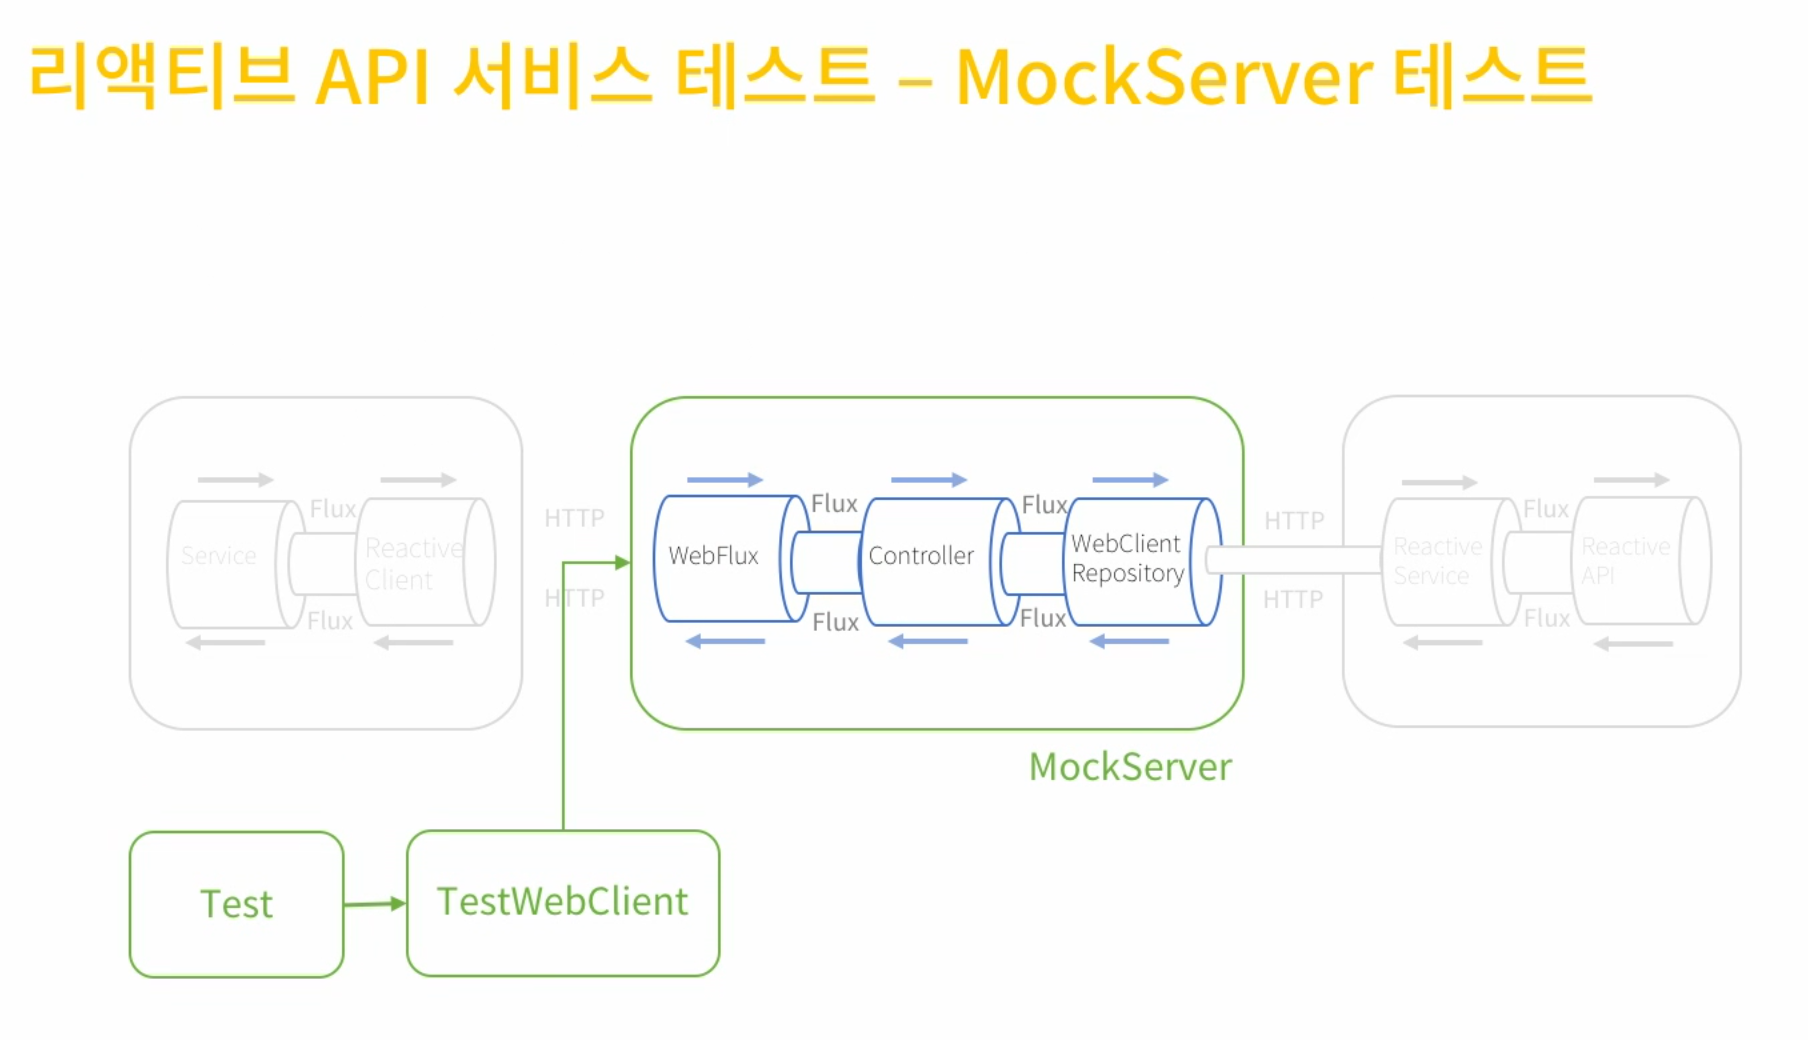 리액티브 API 서비스 테스트 – MockServer 테스트
Flux
Service
Reactive
Client
Flux
HTTP
HTTP
Flux
Flux
WebFlux
Controller
WebClient
Repository
Flux
Flux
HTTP
HTTP
Flux
Reactive
Service
Reactive
API
Flux
MockServer
Test
TestWebClient